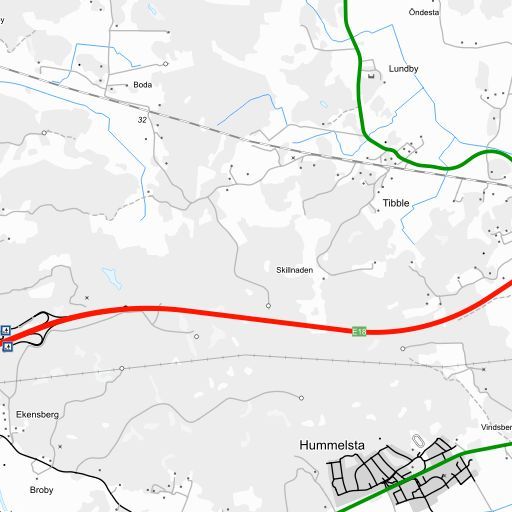 Öndesta
Lundby
Boda
32
Tibble
Skillnaden
E18
Ekensberg
Vindsber
Hummelsta
Broby